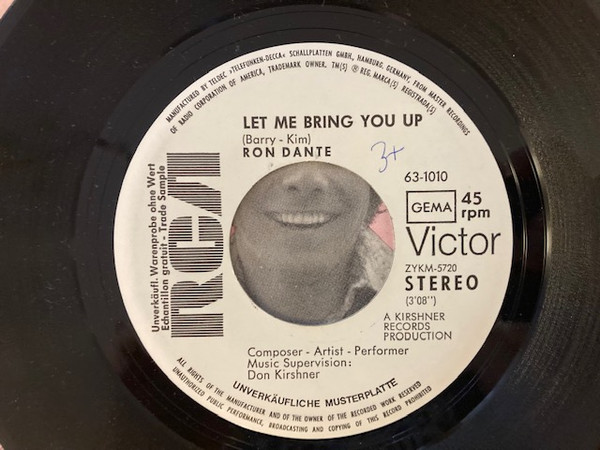 MANUFACTURED BY TELDEC »TELEFUNKEN-DECCA« SCHALLPLATTEN GMBH, HAMBURG, GERMANY, FROM MASTER RECORDINGS
OF RADIO CORPORATION OF AMERICA, TRADEMARK OWNER. TM(S) ® REG. MARCA(S) REGISTRADA(S)
LET ME BRING YOU UP
(Barry - Kim)
RON DANTE
3+
63-1010
GEMA
45
rpm
Victor
ZYKM-5720
STEREO
(3'08'')
A KIRSHNER
RECORDS
PRODUCTION
RCA
Unverkäufl. Warenprobe ohne Wert
Echantillon gratuit - Trade Sample
Composer - Artist - Performer
Music Supervision:
Don Kirshner
UNVERKÄUFLICHE MUSTERPLATTE
ALL RIGHTS OF THE MANUFACTURER AND OF THE OWNER OF THE RECORDED WORK RESERVED
UNAUTHORIZED PUBLIC PERFORMANCE, BROADCASTING AND COPYING OF THIS RECORD PROHIBITED